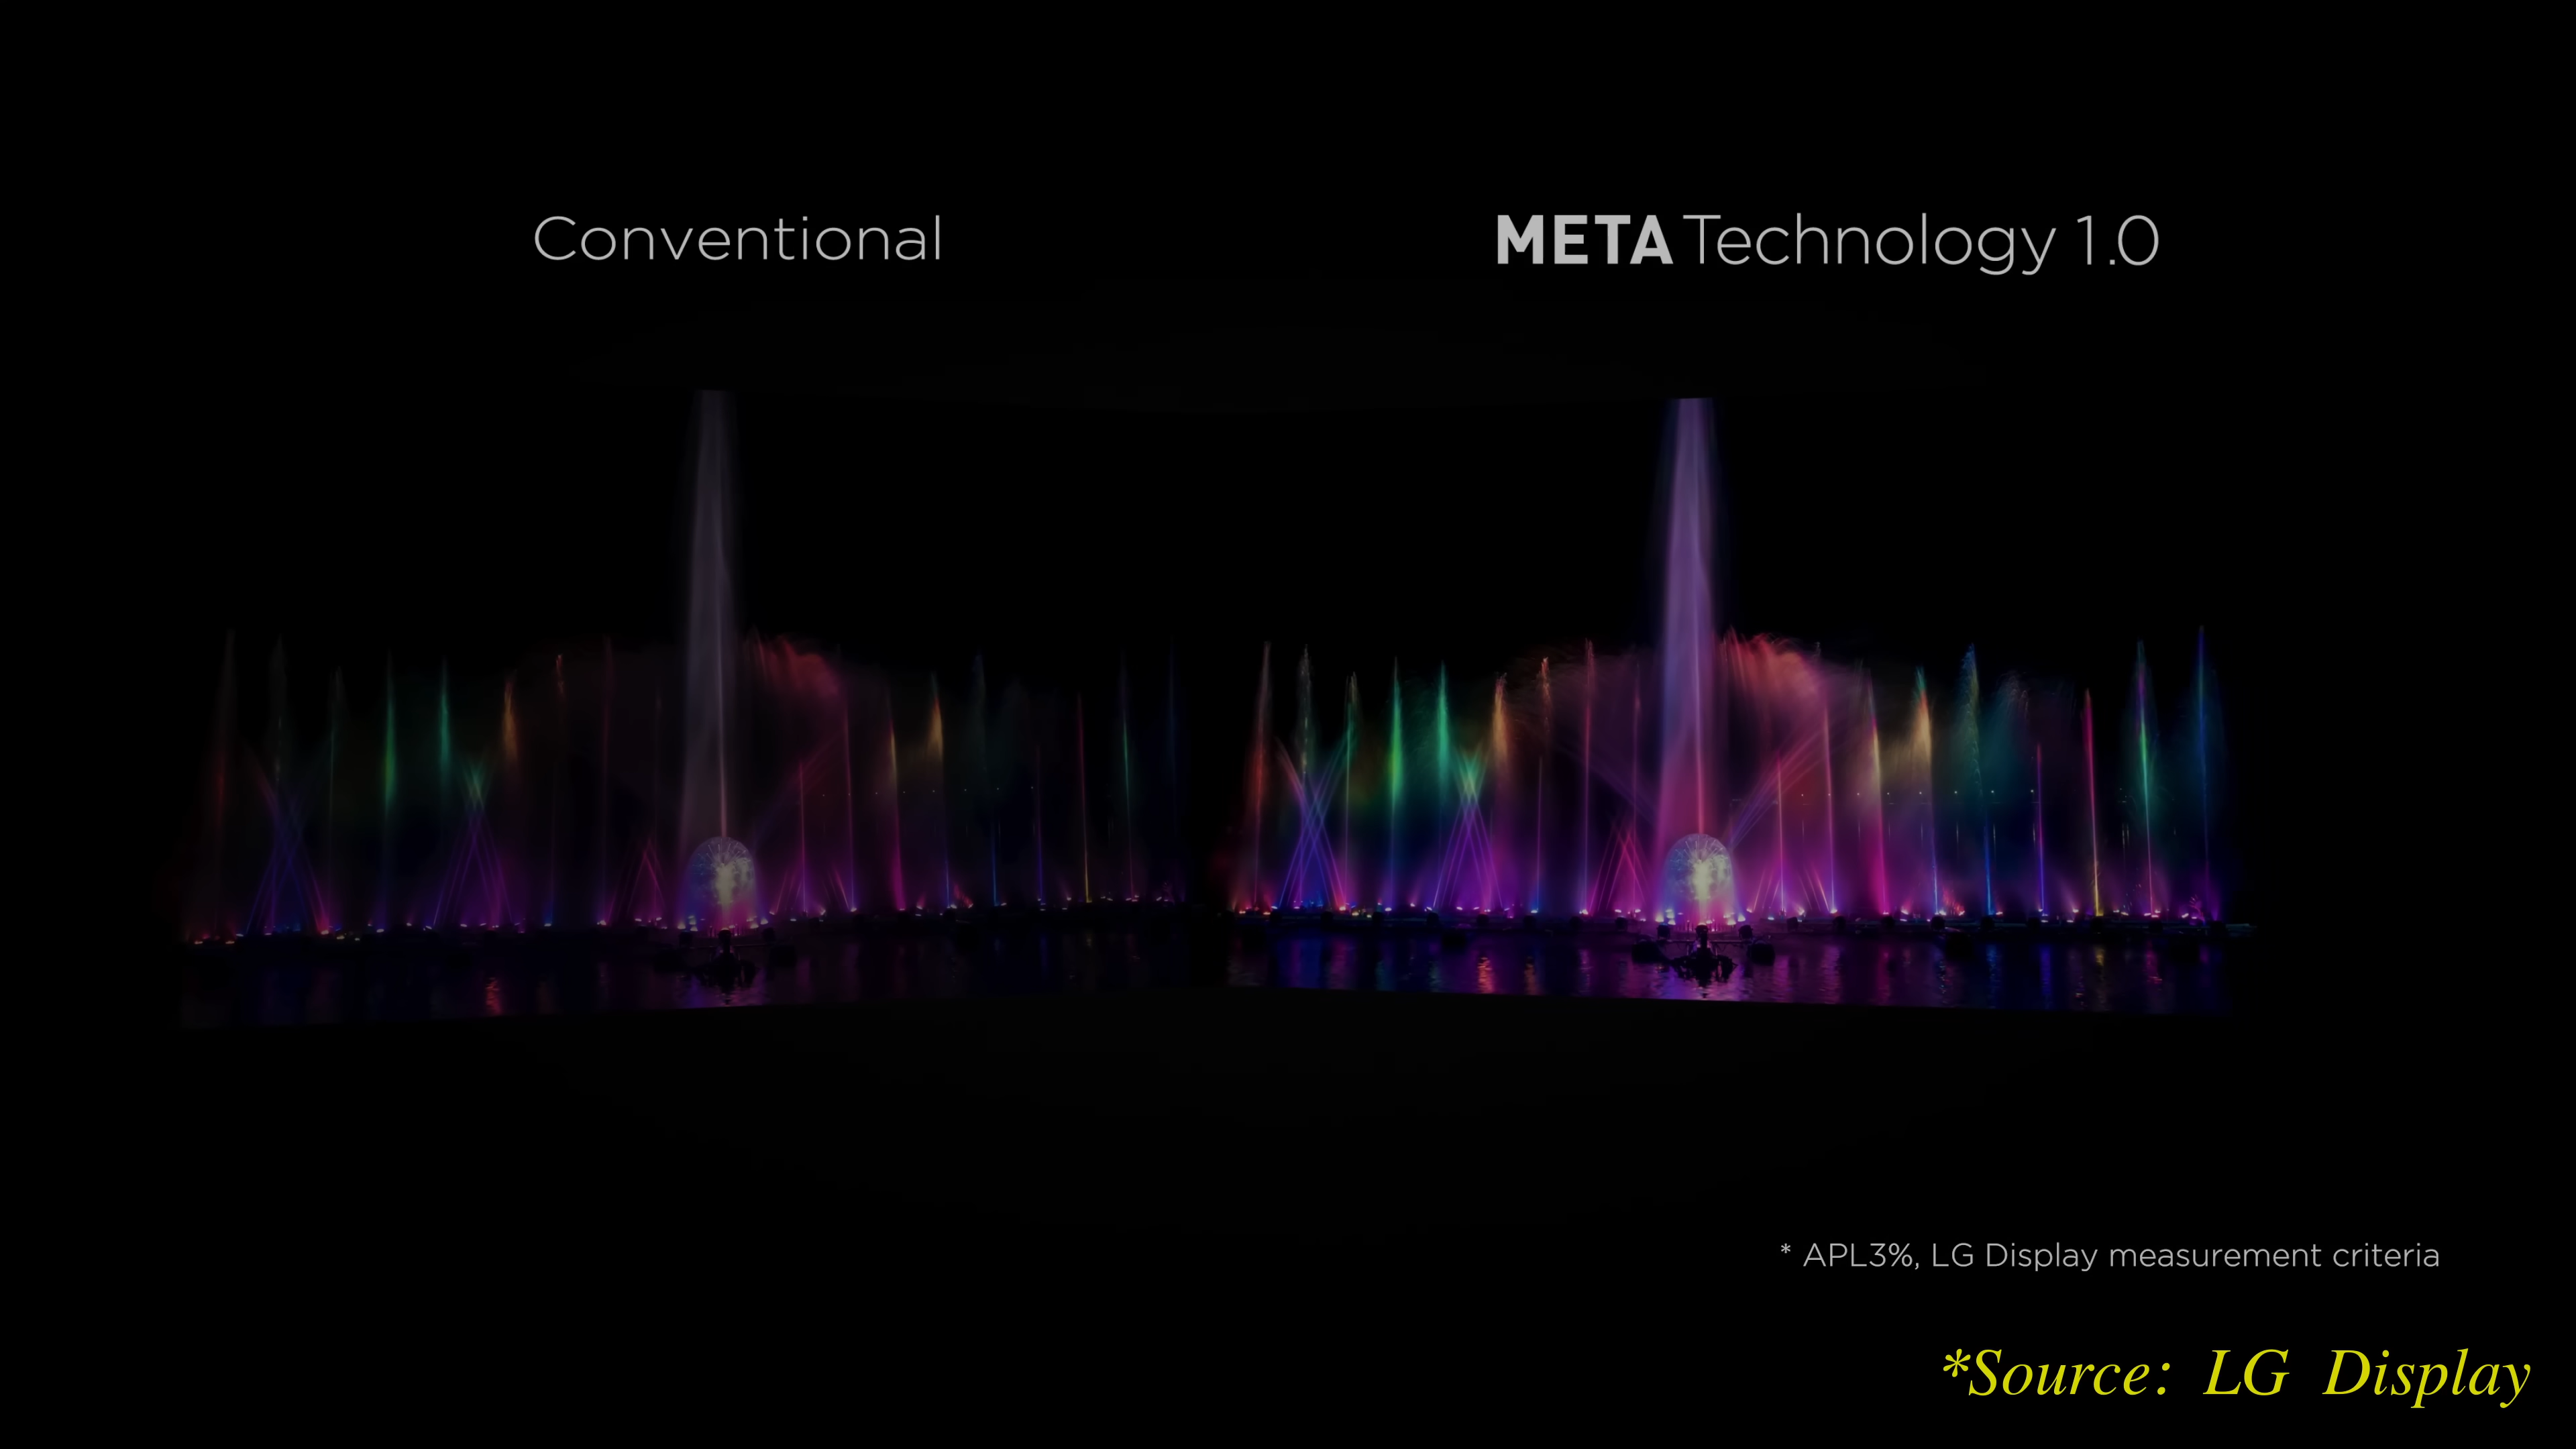 Conventional
META Technology 1.0
* APL3%, LG Display measurement criteria
*Source: LG Display